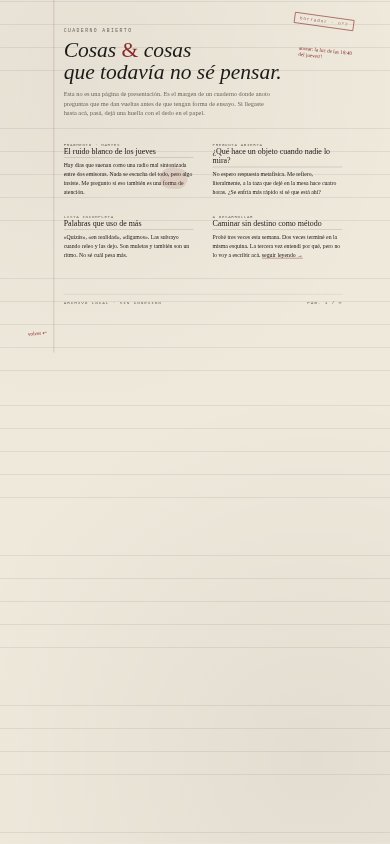 borrador · nro
CUADERNO ABIERTO
anotar: la luz de las 18:40
del jueves!!
Cosas & cosas
que todavía no sé pensar.
Esta no es una página de presentación. Es el margen de un cuaderno donde anoto
preguntas que me dan vueltas antes de que tengan forma de ensayo. Si llegaste
hasta acá, pasá, dejá una huella con el dedo en el papel.
FRAGMENTO · MARTES
El ruido blanco de los jueves
Hay días que suenan como una radio mal sintonizada
entre dos emisoras. Nada se escucha del todo, pero algo
insiste. Me pregunto si eso también es una forma de
atención.
PREGUNTA ABIERTA
¿Qué hace un objeto cuando nadie lo
mira?
No espero respuesta metafísica. Me refiero,
literalmente, a la taza que dejé en la mesa hace cuatro
horas. ¿Se enfría más rápido si sé que está ahí?
LISTA INCOMPLETA
Palabras que uso de más
«Quizás», «en realidad», «digamos». Las subrayo
cuando releo y las dejo. Son muletas y también son un
ritmo. No sé cuál pesa más.
A DESARROLLAR
Caminar sin destino como método
Probé tres veces esta semana. Dos veces terminé en la
misma esquina. La tercera vez entendí por qué, pero no
lo voy a escribir acá. seguir leyendo →
ARCHIVO LOCAL · SIN CONEXIÓN
volver ↩